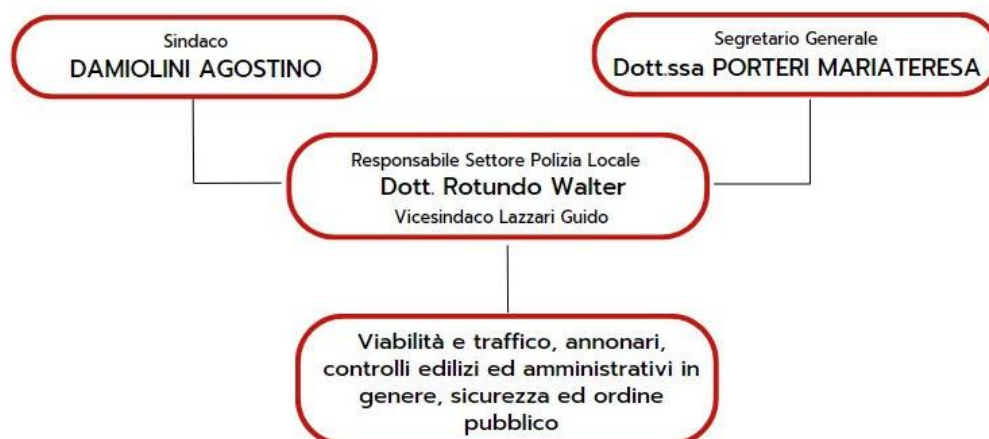 Sindaco
DAMIOLINI AGOSTINO
Segretario Generale
Dott.ssa PORTERI MARIATERESA
Responsabile Settore Polizia Locale
Dott. Rotundo Walter
Vicesindaco Lazzari Guido
Viabilità e traffico, annonari,
controlli edilizi ed amministrativi in
genere, sicurezza ed ordine
pubblico